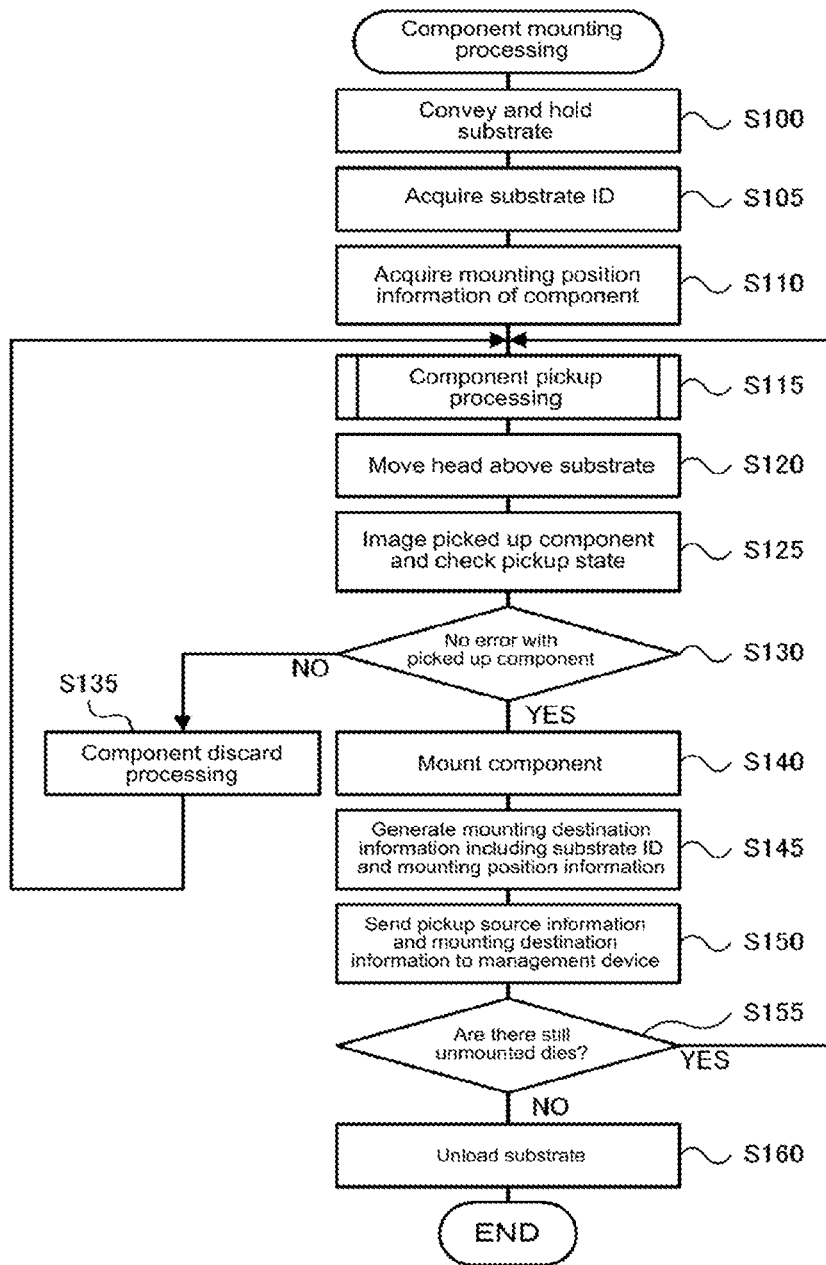 Component mounting
processing
Convey and hold
substrate
S100
Acquire substrate ID
S105
Acquire mounting position
information of component
S110
Component pickup
processing
S115
Move head above substrate
S120
Image picked up component
and check pickup state
S125
No error with
picked up component
S130
NO
YES
S135
Component discard
processing
Mount component
S140
Generate mounting destination
information including substrate ID
and mounting position information
S145
Send pickup source information
and mounting destination
information to management device
S150
Are there still
unmounted dies?
S155
YES
NO
Unload substrate
S160
END